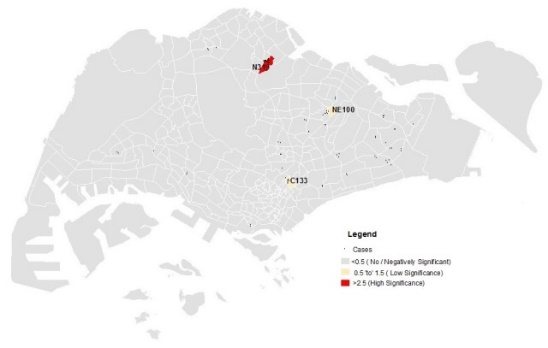 N3
NE100
C133
Legend
Cases
<0.5 ( No / Negatively Significant)
0.5 'to' 1.5 ( Low Significance)
>2.5 (High Significance)